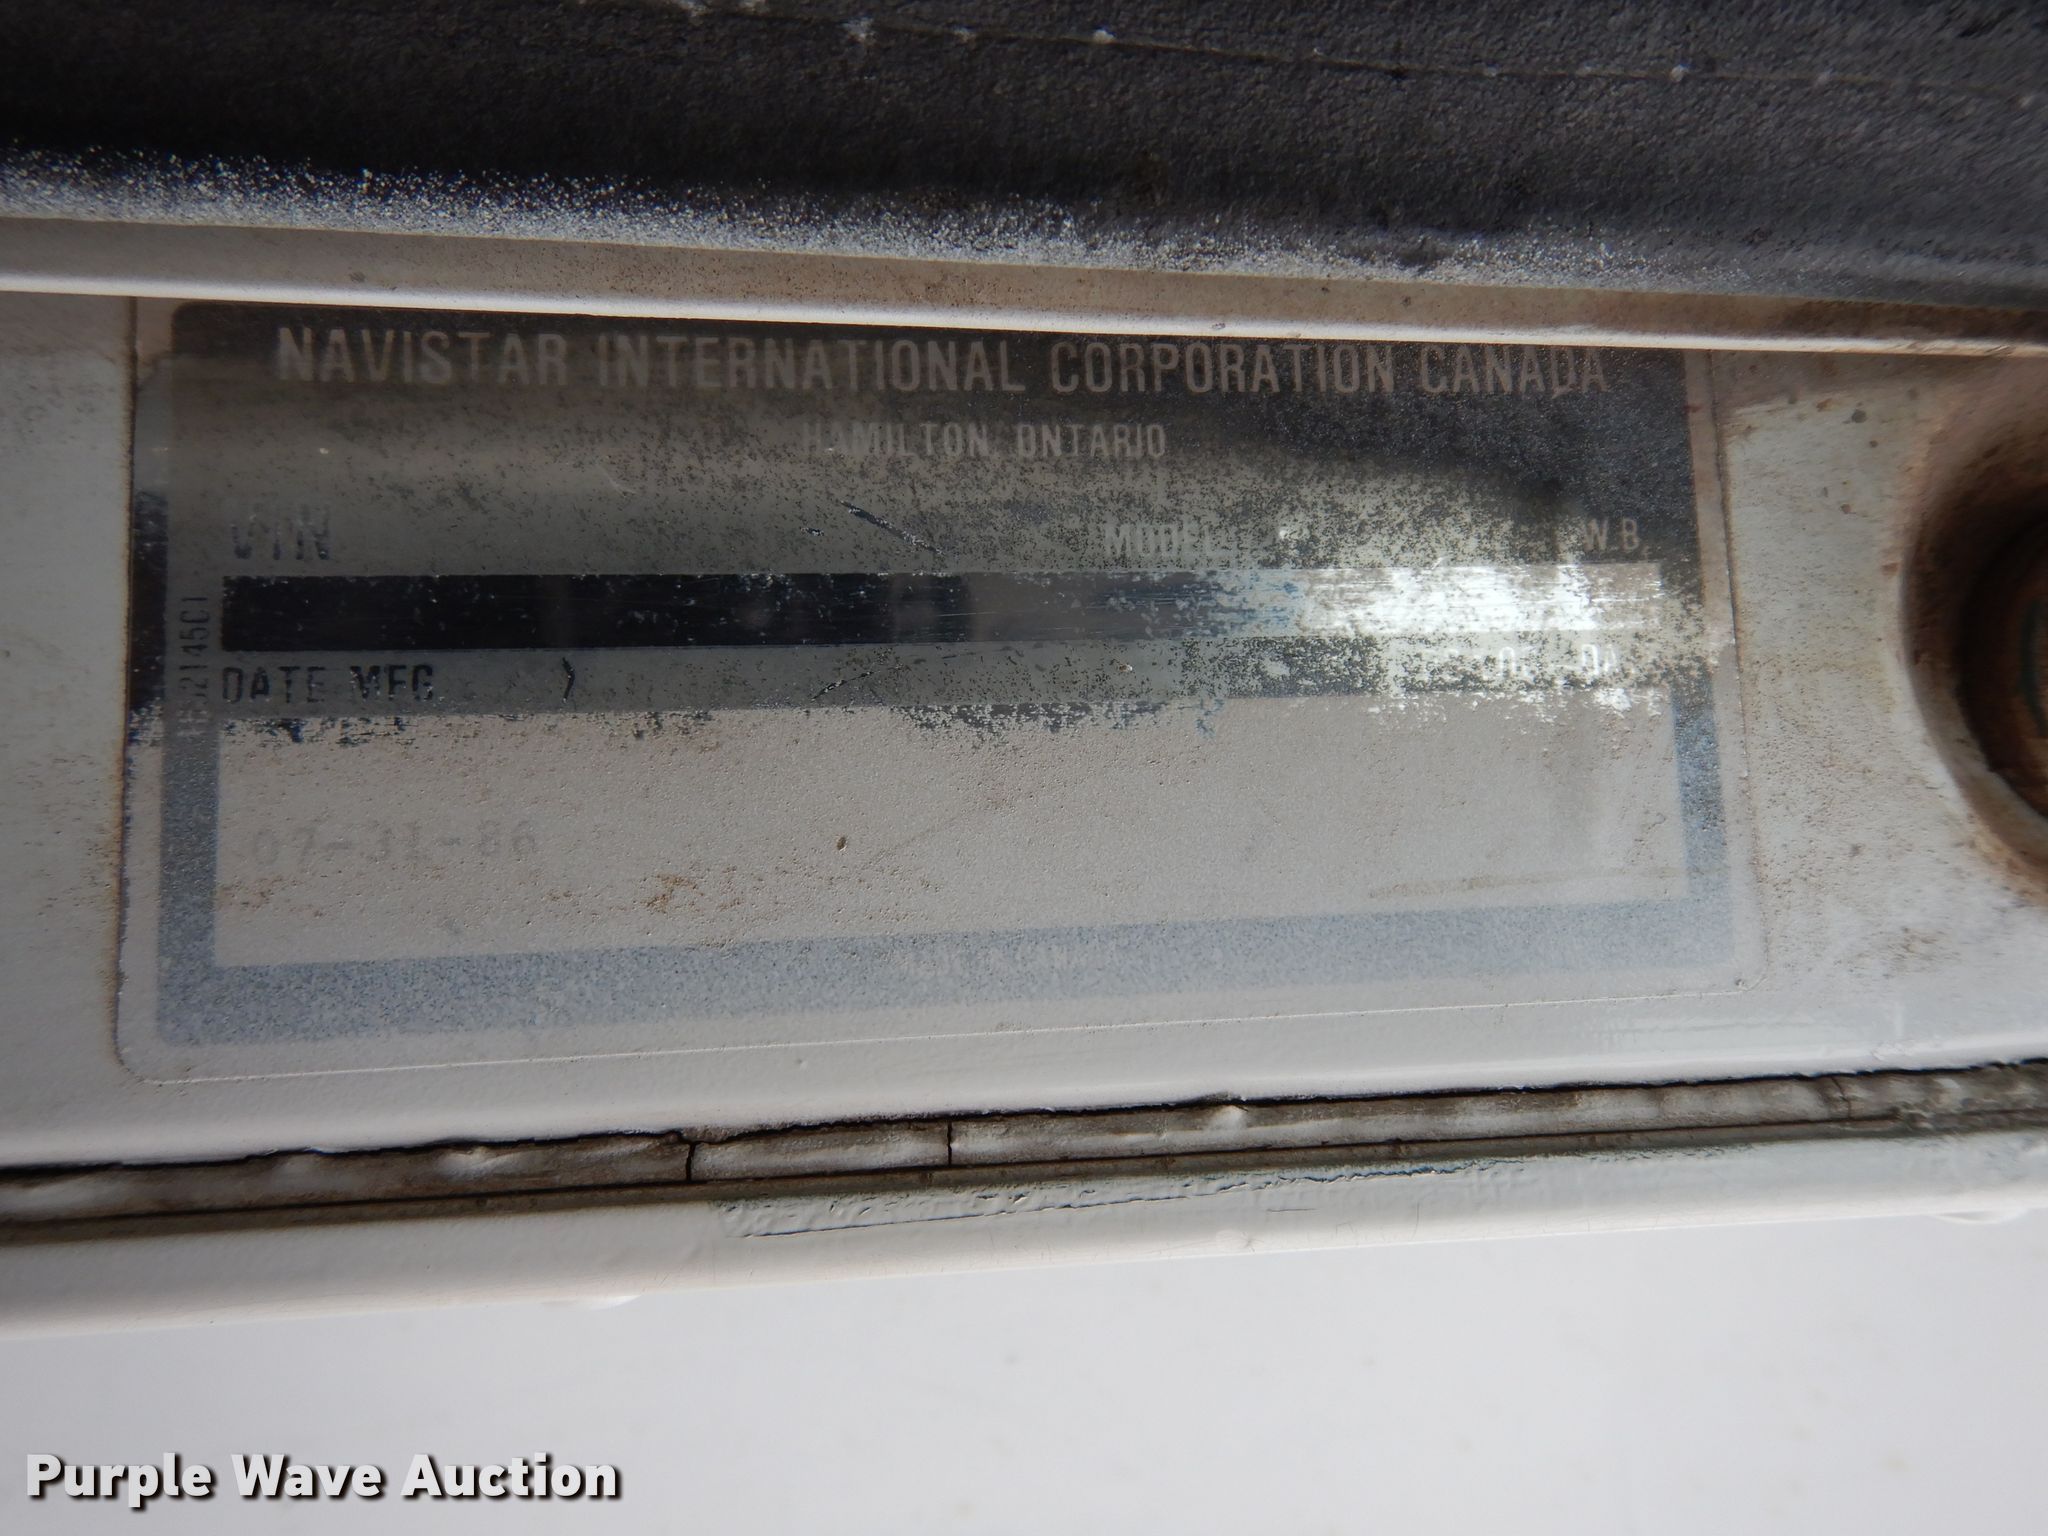 NAVISTAR INTERNATIONAL CORPORATION CANADA
HAMILTON, ONTARIO
VIN MODEL W.B.
DATE MFG
07-31-86
Purple Wave Auction